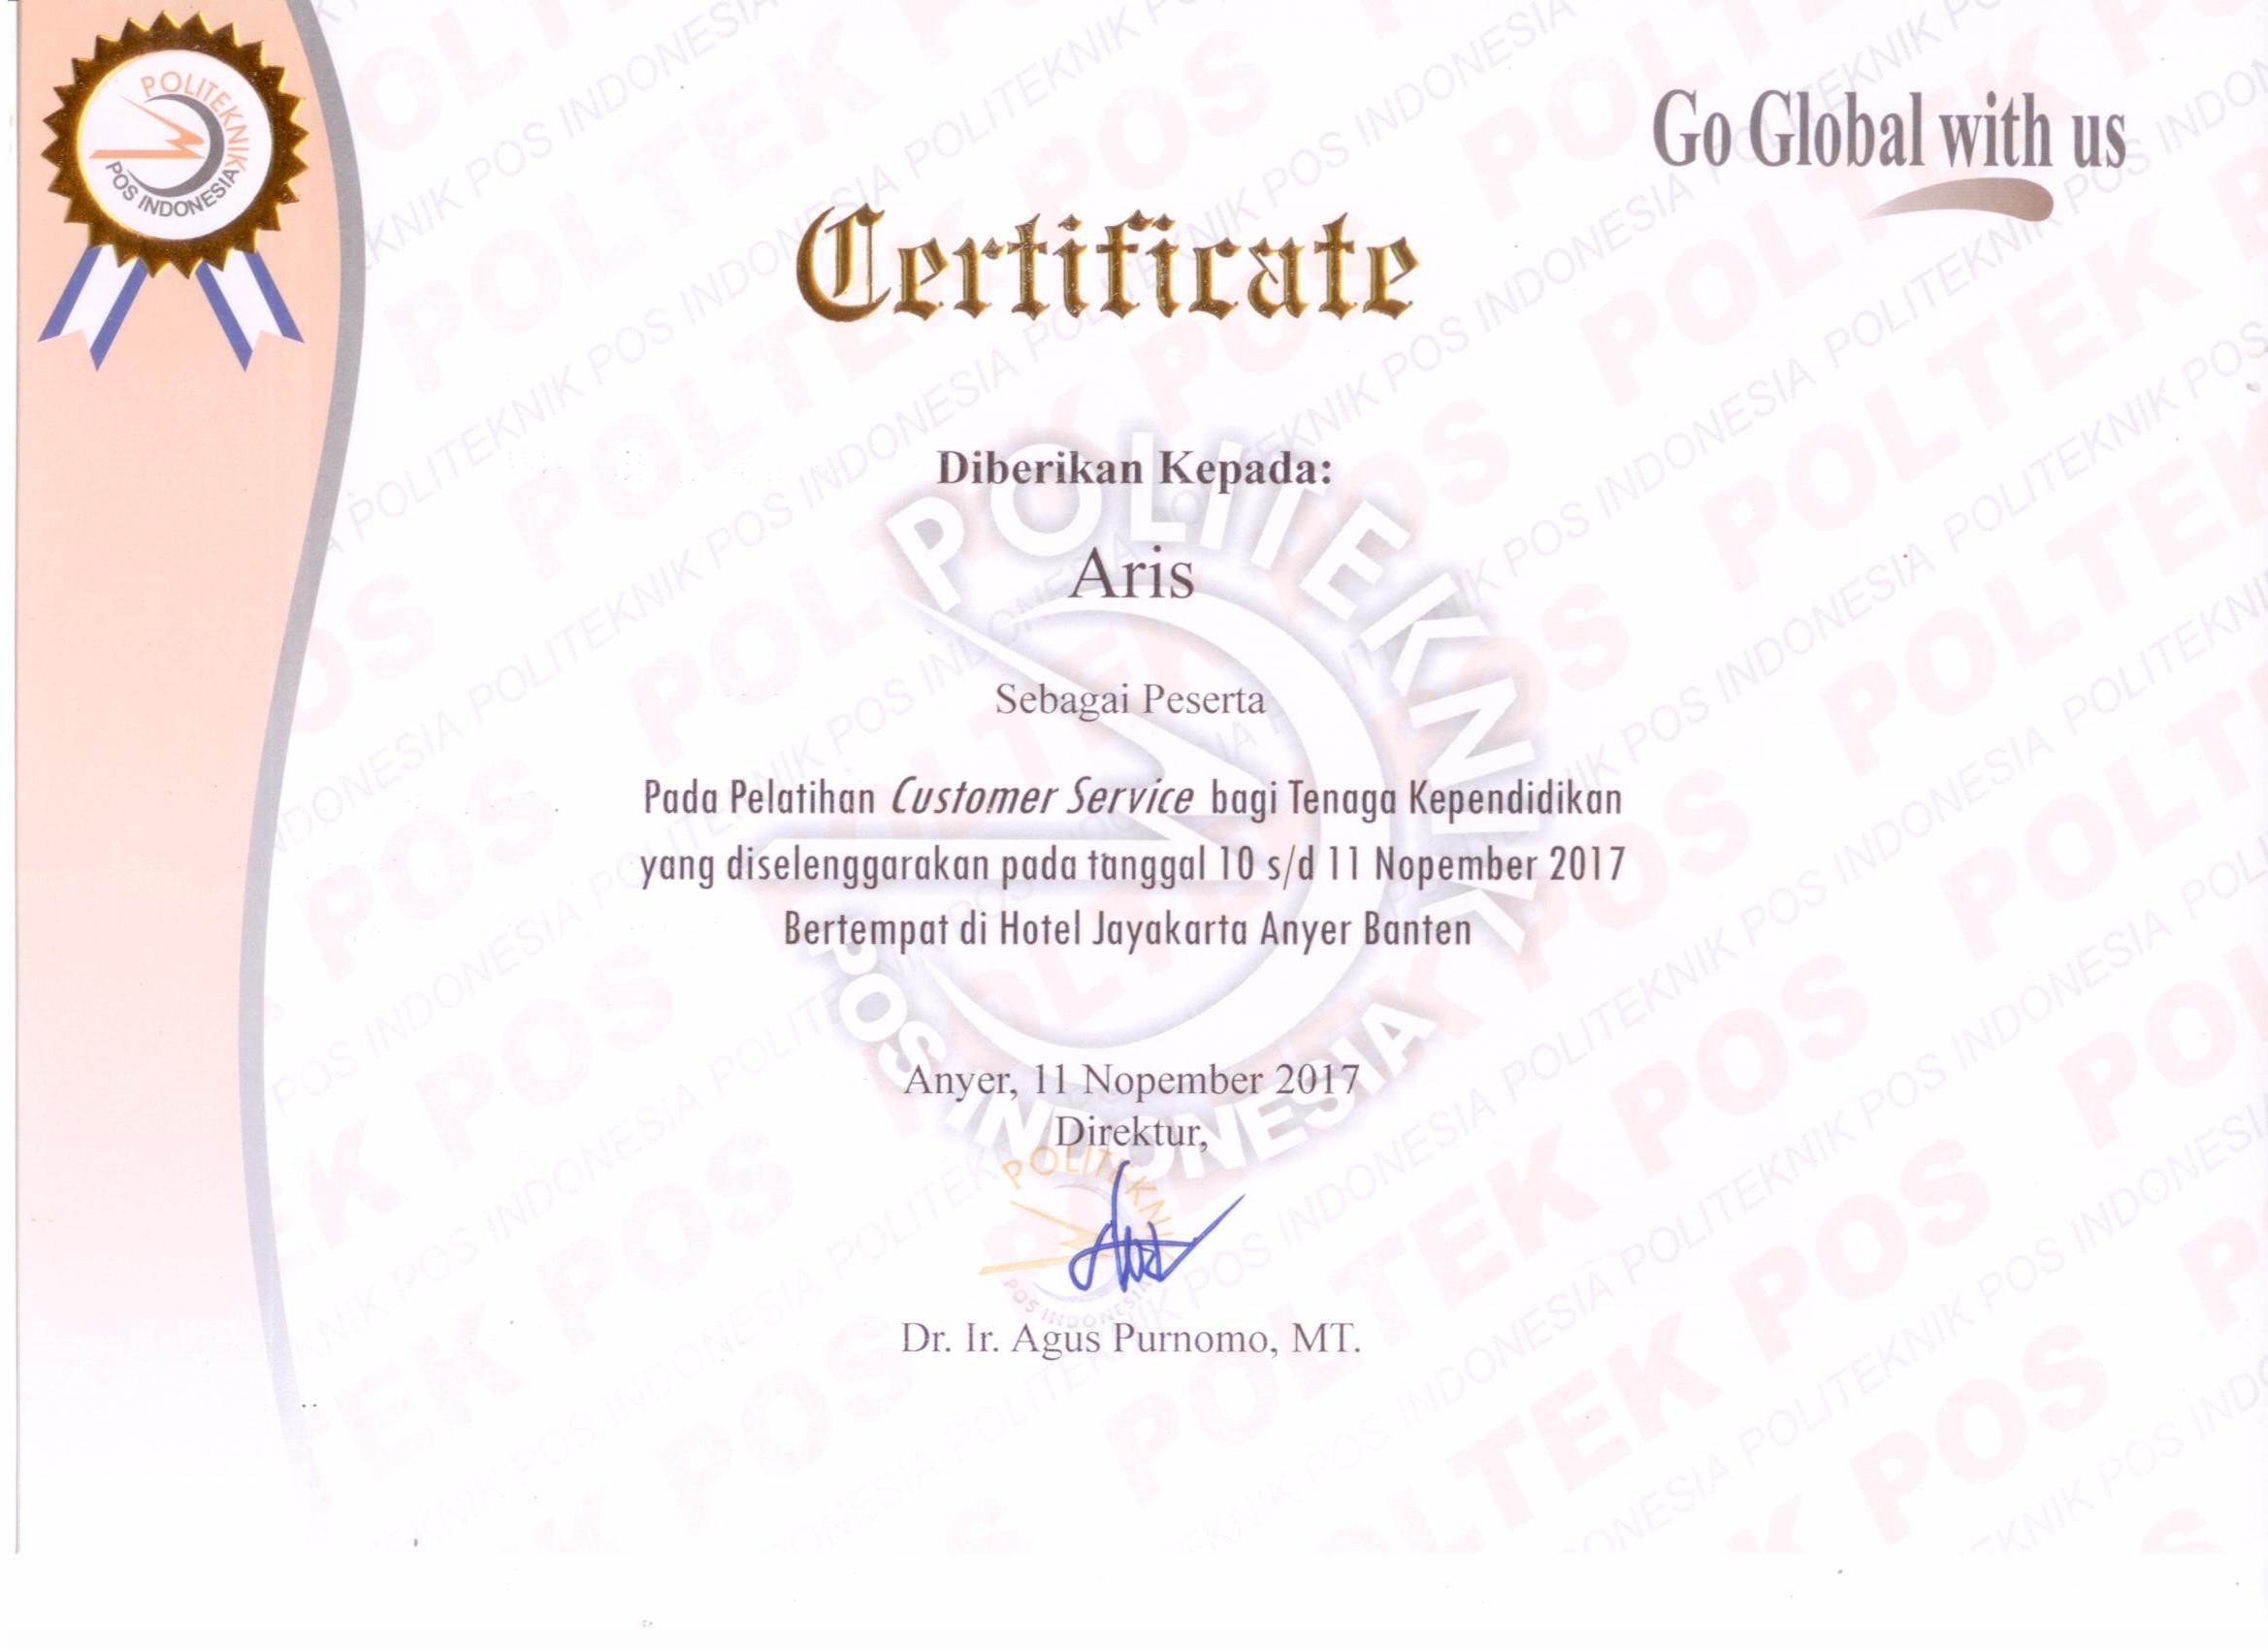 POLITEKNIK
POS INDONESIA
Go Global with us
Certificate
Diberikan Kepada:
Aris
Sebagai Peserta
Pada Pelatihan Customer Service bagi Tenaga Kependidikan
yang diselenggarakan pada tanggal 10 s/d 11 Nopember 2017
Bertempat di Hotel Jayakarta Anyer Banten
Anyer, 11 Nopember 2017
Direktur,
POLITEKNIK
POS INDONESIA
Dr. Ir. Agus Purnomo, MT.